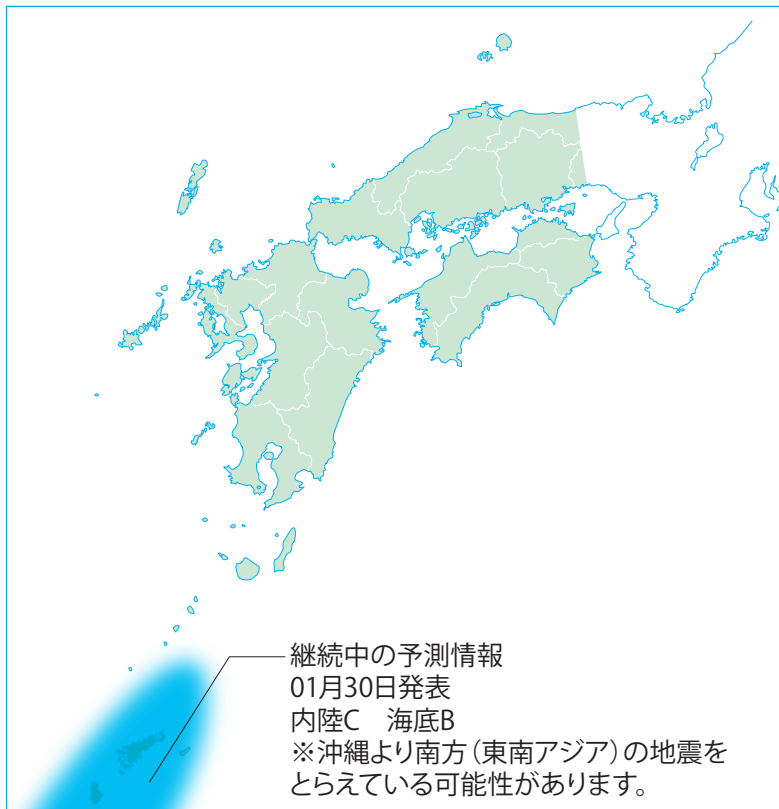 継続中の予測情報
01月30日発表
内陸C　海底B
※沖縄より南方（東南アジア）の地震を
とらえている可能性があります。